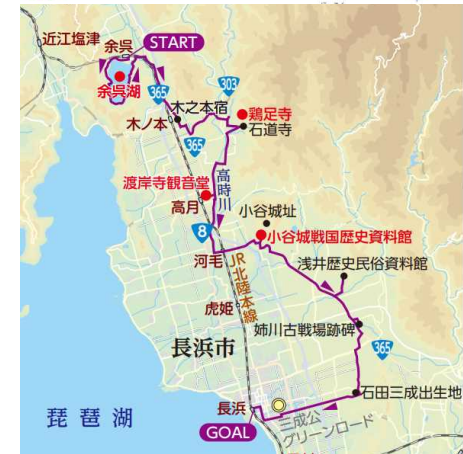 近江塩津
余呉
START
余呉湖
365
303
木之本宿
鶏足寺
木ノ本
365
石道寺
渡岸寺観音堂
高時川
高月
小谷城址
8
小谷城戦国歴史資料館
河毛
浅井歴史民俗資料館
JR北陸本線
虎姫
姉川古戦場跡碑
長浜市
365
石田三成出生地
長浜
琵琶湖
三成公
グリーンロード
GOAL